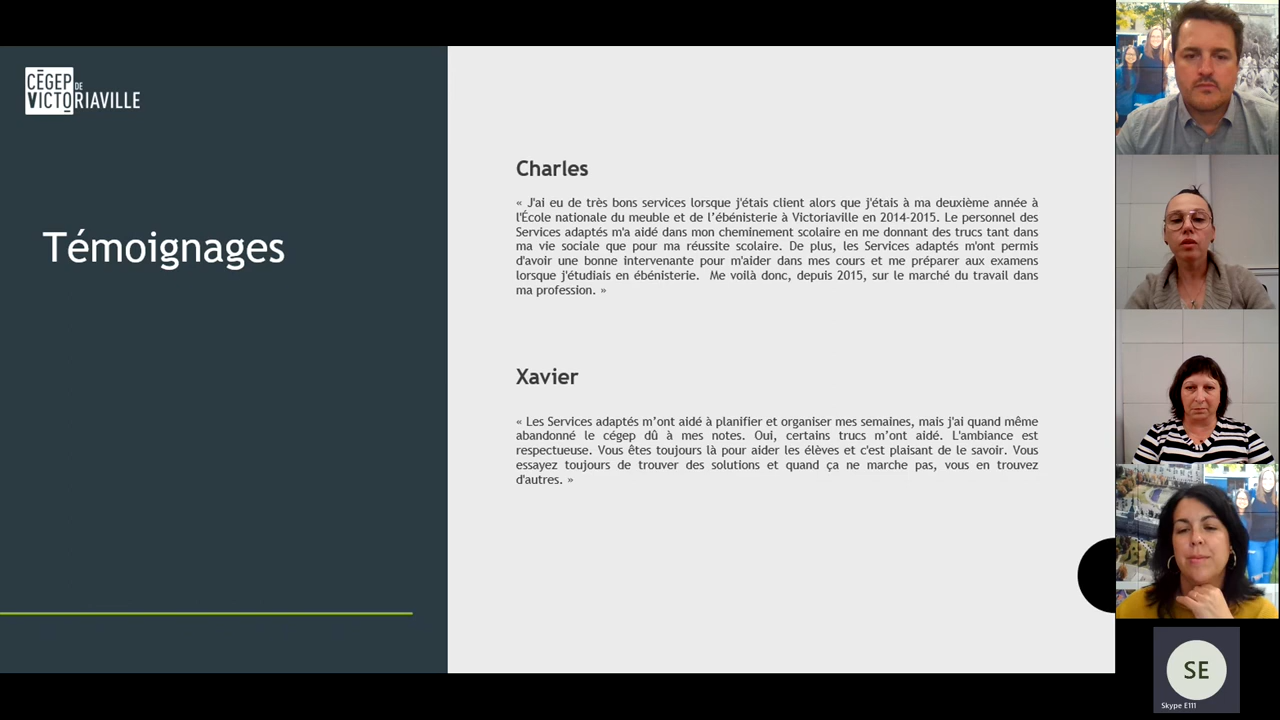 CÉGEP DE
VICTORIAVILLE
Témoignages
Charles
« J'ai eu de très bons services lorsque j'étais client alors que j'étais à ma deuxième année à
l'École nationale du meuble et de l’ébénisterie à Victoriaville en 2014-2015. Le personnel des
Services adaptés m'a aidé dans mon cheminement scolaire en me donnant des trucs tant dans
ma vie sociale que pour ma réussite scolaire. De plus, les Services adaptés m'ont permis
d'avoir une bonne intervenante pour m'aider dans mes cours et me préparer aux examens
lorsque j'étudiais en ébénisterie.  Me voilà donc, depuis 2015, sur le marché du travail dans
ma profession. »
Xavier
« Les Services adaptés m’ont aidé à planifier et organiser mes semaines, mais j'ai quand même
abandonné le cégep dû à mes notes. Oui, certains trucs m’ont aidé. L'ambiance est
respectueuse. Vous êtes toujours là pour aider les élèves et c'est plaisant de le savoir. Vous
essayez toujours de trouver des solutions et quand ça ne marche pas, vous en trouvez
d'autres. »
SE
Skype E111